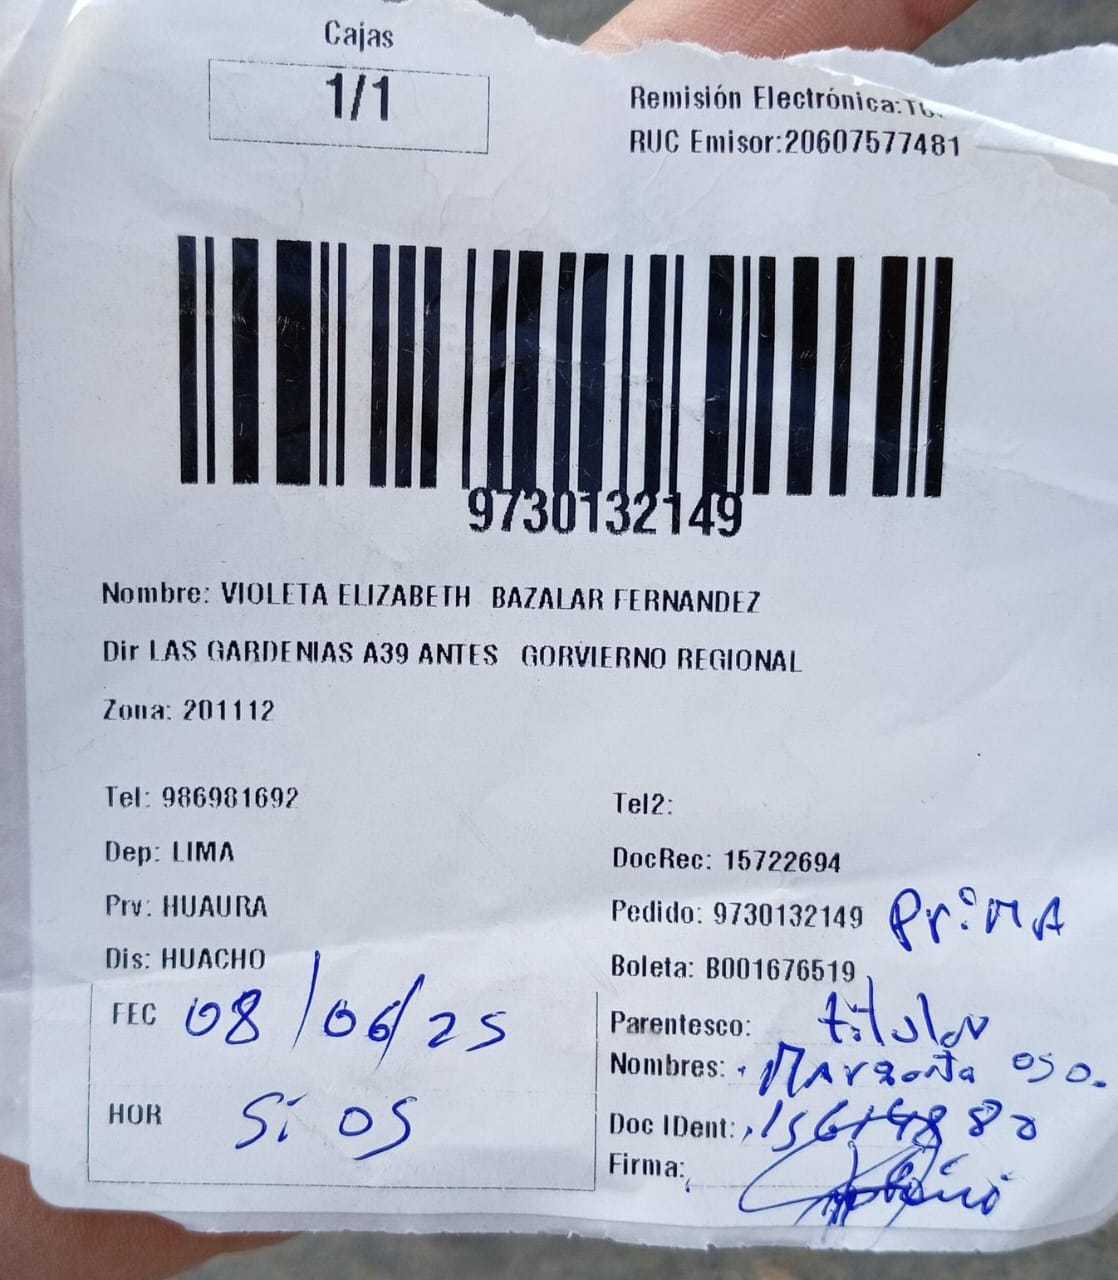 Cajas
1/1
Remisión Electrónica:
RUC Emisor:20607577481
9730132149
Nombre: VIOLETA ELIZABETH BAZALAR FERNANDEZ
Dir LAS GARDENIAS A39 ANTES GORVIERNO REGIONAL
Zona: 201112
Tel: 986981692
Tel2:
Dep: LIMA
DocRec: 15722694
Prv: HUAURA
Pedido: 9730132149 PriMA
Dis: HUACHO
Boleta: B001676519
FEC 08/06/25
Parentesco: titular
Nombres:
HOR
Doc IDent:
Firma: